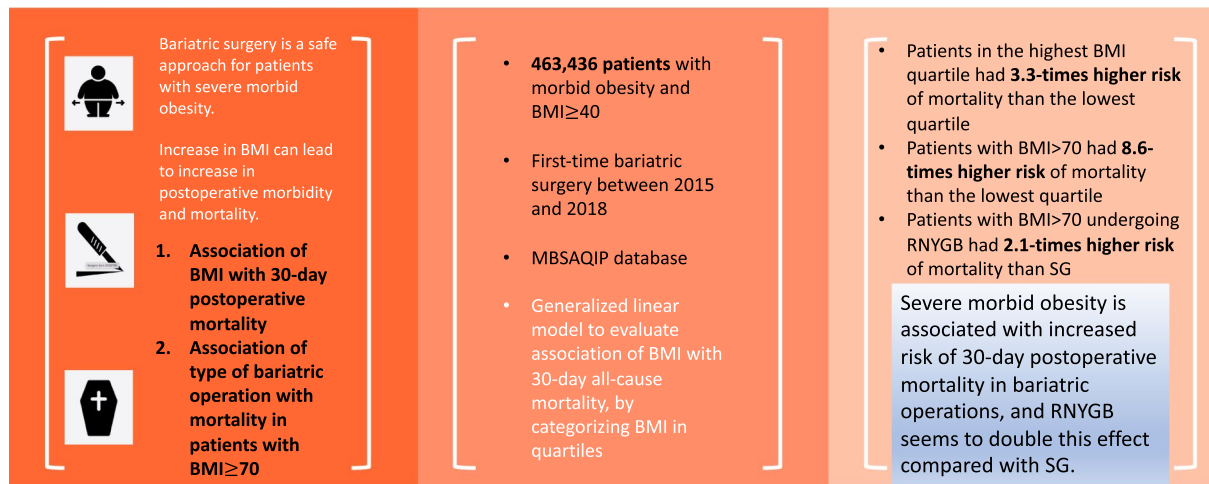 Bariatric surgery is a safe
approach for patients
with severe morbid
obesity.
Increase in BMI can lead
to increase in
postoperative morbidity
and mortality.
1. Association of
BMI with 30-day
postoperative
mortality
2. Association of
type of bariatric
operation with
mortality in
patients with
BMI≥70
• 463,436 patients with
morbid obesity and
BMI≥40
• First-time bariatric
surgery between 2015
and 2018
• MBSAQIP database
• Generalized linear
model to evaluate
association of BMI with
30-day all-cause
mortality, by
categorizing BMI in
quartiles
• Patients in the highest BMI
quartile had 3.3-times higher risk
of mortality than the lowest
quartile
• Patients with BMI>70 had 8.6-
times higher risk of mortality
than the lowest quartile
• Patients with BMI>70 undergoing
RNYGB had 2.1-times higher risk
of mortality than SG
Severe morbid obesity is
associated with increased
risk of 30-day postoperative
mortality in bariatric
operations, and RNYGB
seems to double this effect
compared with SG.